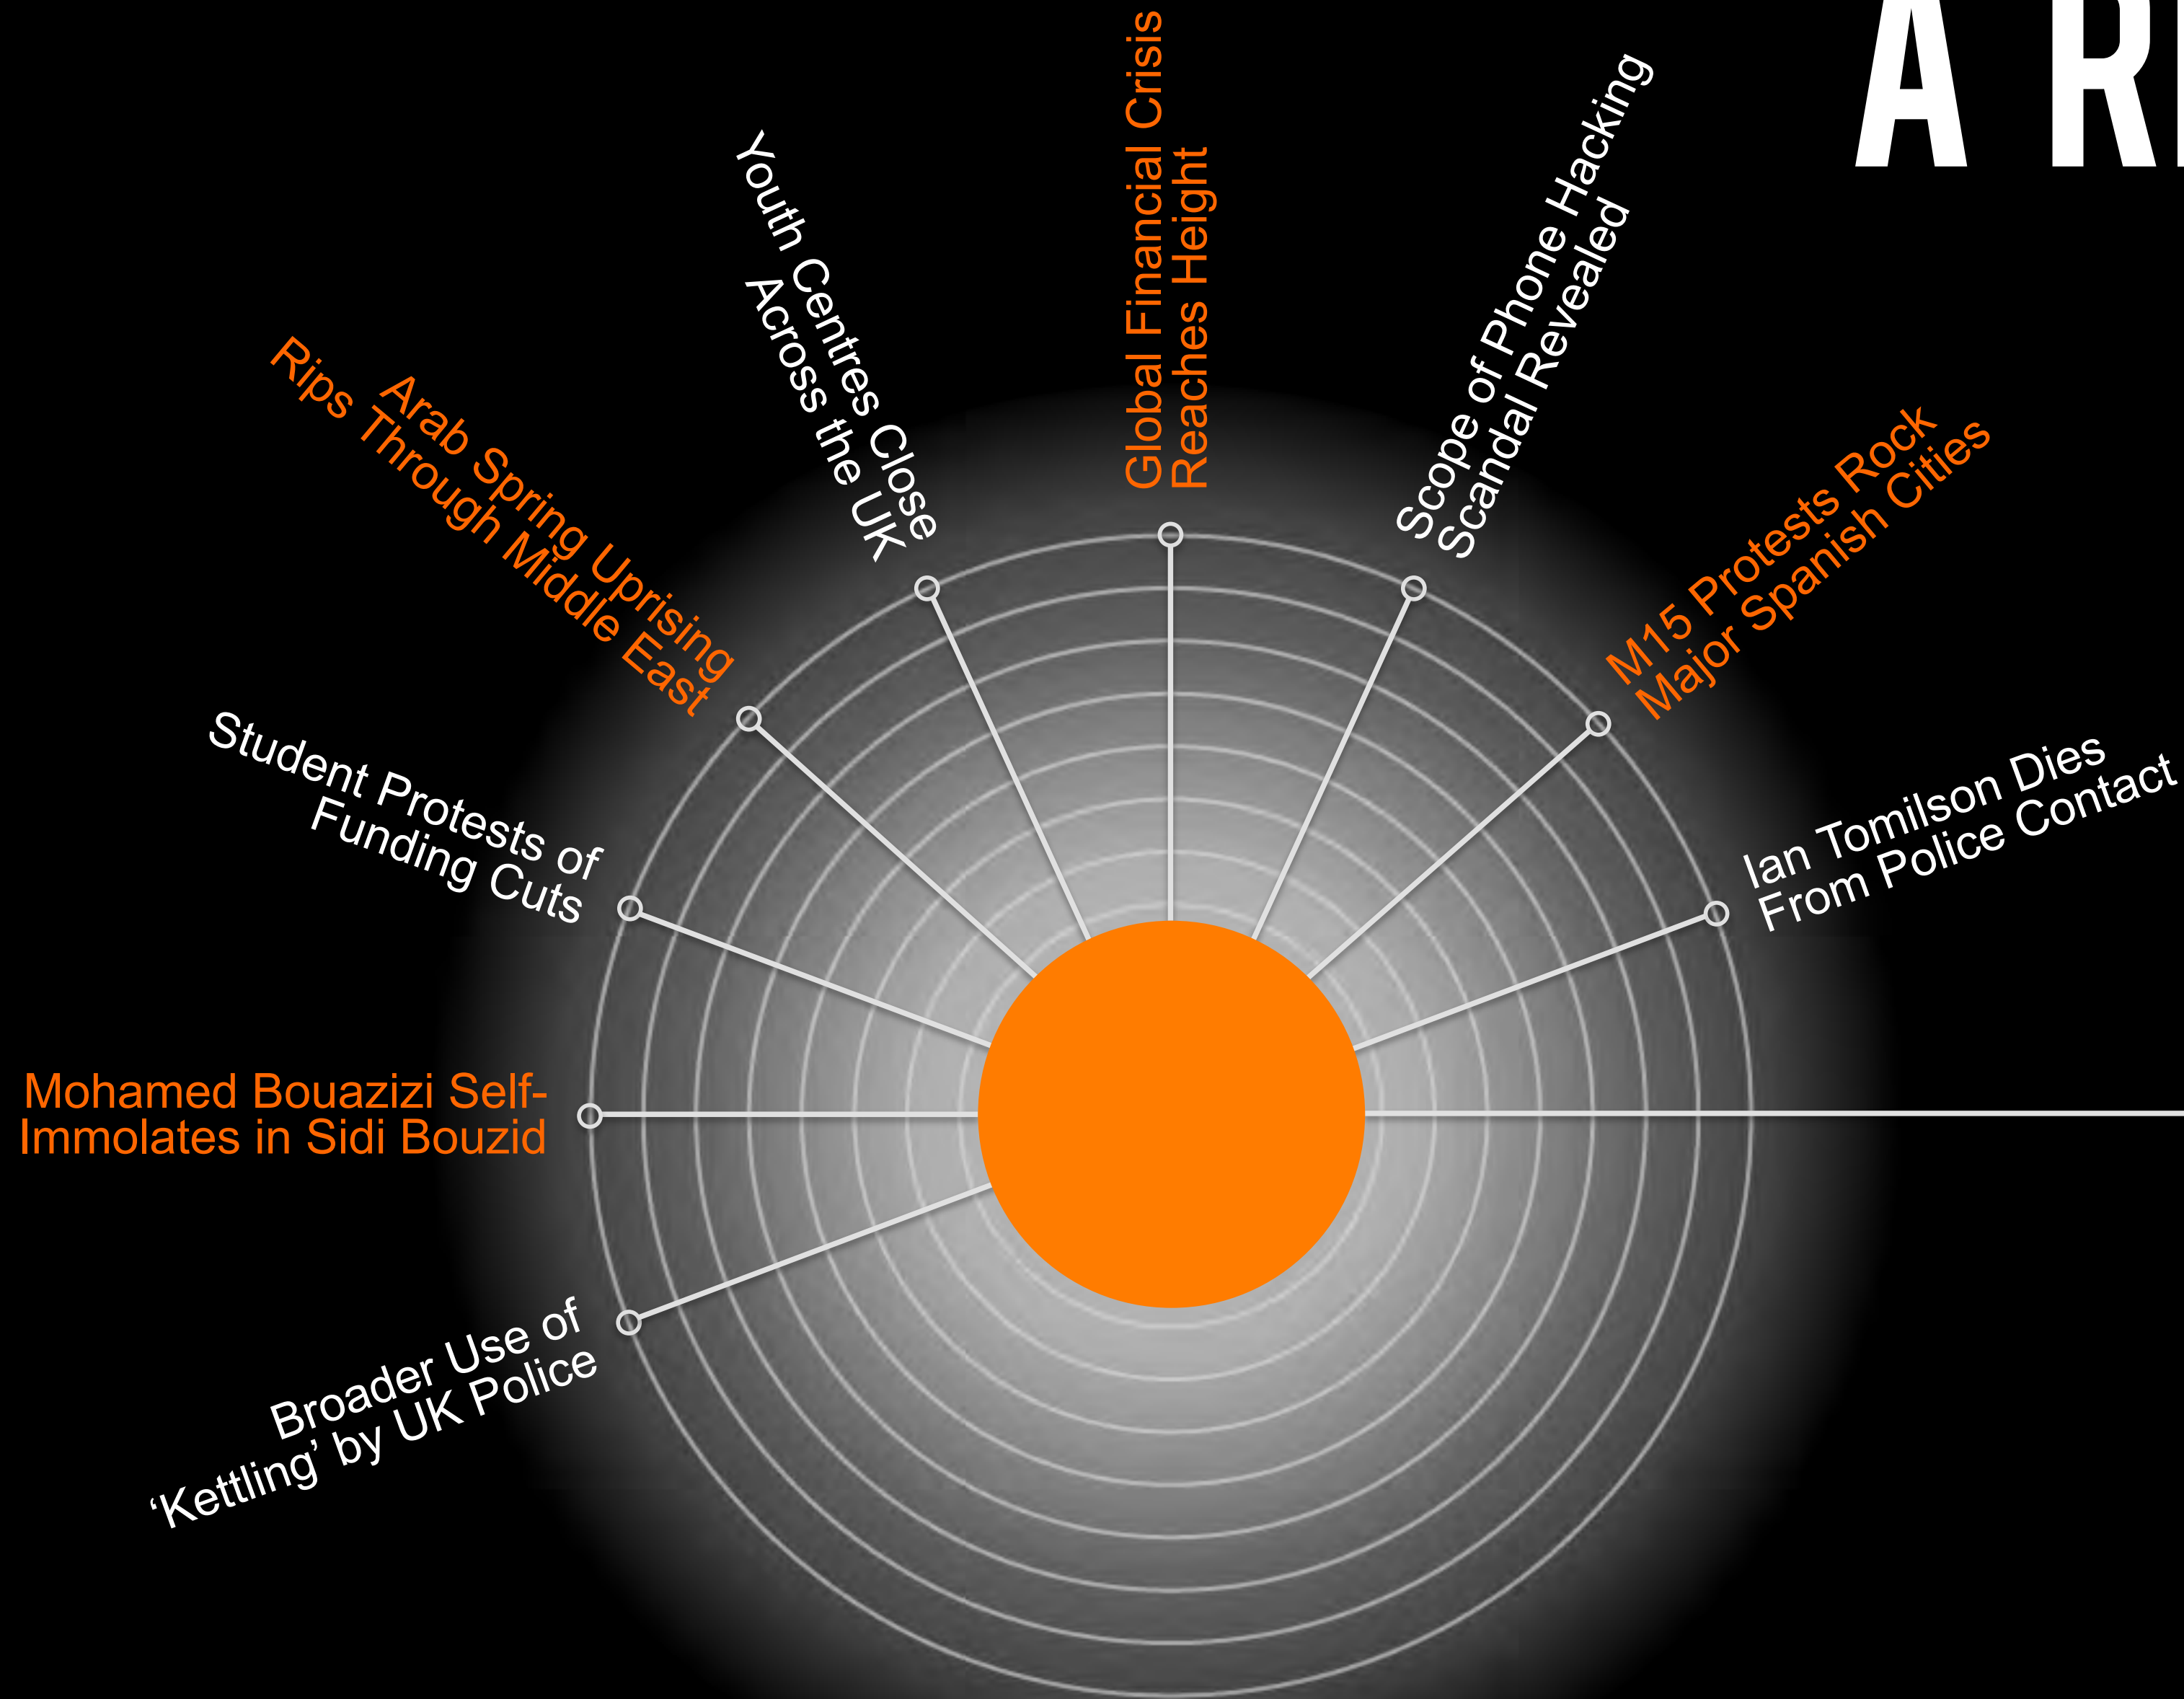 A R
Global Financial Crisis
Reaches Height
Scope of Phone Hacking
Scandal Revealed
Youth Centres Close
Across the UK
Arab Spring Uprising
Rips Through Middle East
M15 Protests Rock
Major Spanish Cities
Student Protests of
Funding Cuts
Ian Tomilson Dies
From Police Contact
Mohamed Bouazizi Self-
Immolates in Sidi Bouzid
Broader Use of
‘Kettling’ by UK Police